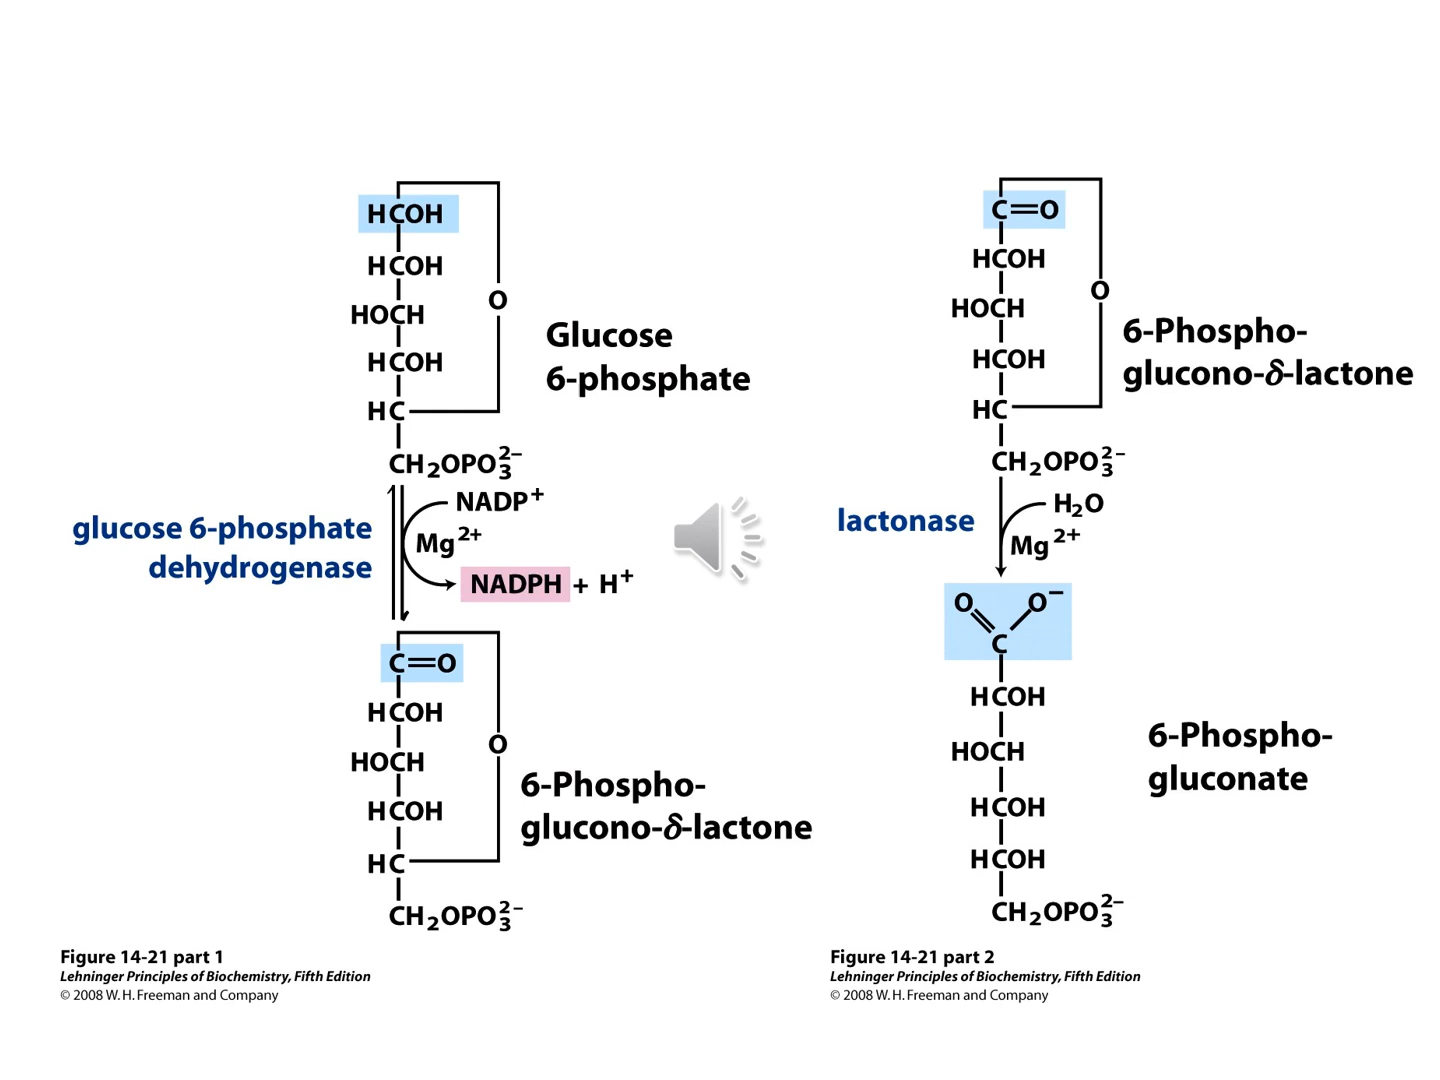 HCOH
HCOH
HOCH
O
HCOH
HC
CH2OPO3 2–
Glucose
6-phosphate
glucose 6-phosphate
dehydrogenase
NADP+
Mg2+
NADPH + H+
C=O
HCOH
HOCH
O
HCOH
HC
CH2OPO3 2–
6-Phospho-
glucono-δ-lactone
Figure 14-21 part 1
Lehninger Principles of Biochemistry, Fifth Edition
© 2008 W. H. Freeman and Company
C=O
HCOH
O
HOCH
HCOH
HC
CH2OPO3 2–
6-Phospho-
glucono-δ-lactone
lactonase
H2O
Mg2+
O O–
C
HCOH
HOCH
HCOH
HCOH
CH2OPO3 2–
6-Phospho-
gluconate
Figure 14-21 part 2
Lehninger Principles of Biochemistry, Fifth Edition
© 2008 W. H. Freeman and Company